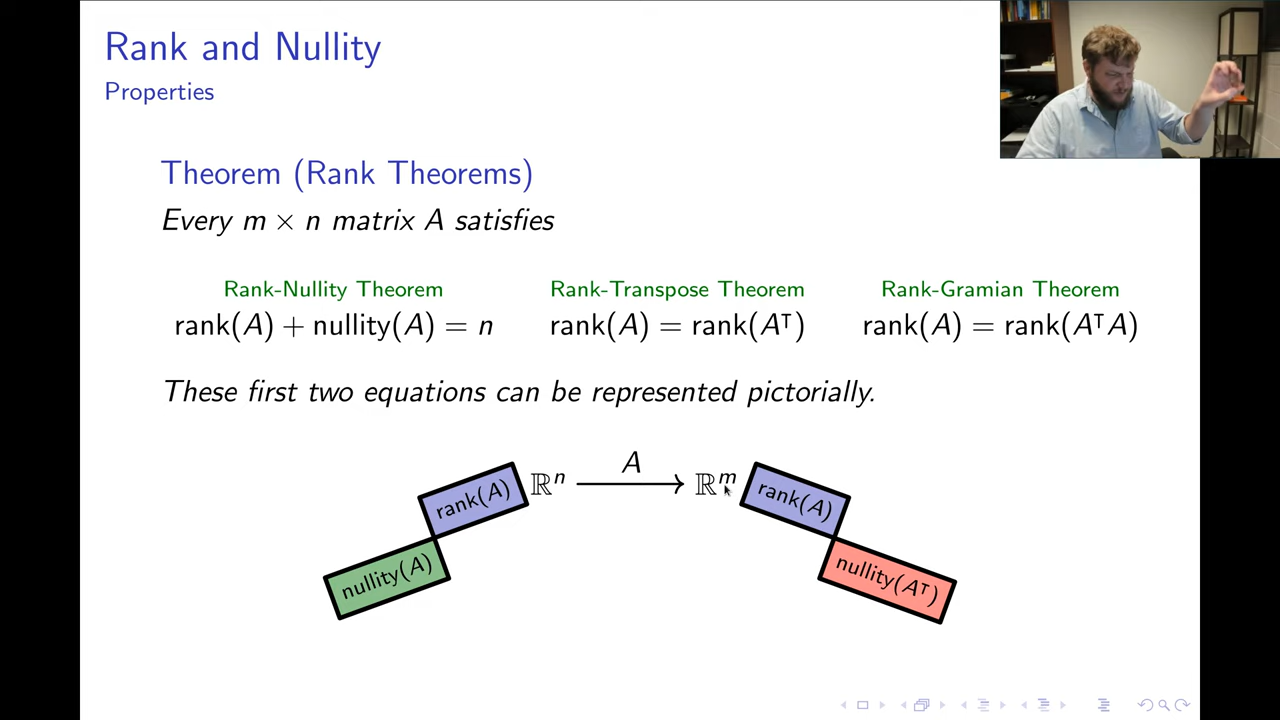 Rank and Nullity
Properties
Theorem (Rank Theorems)
Every m × n matrix A satisfies
Rank-Nullity Theorem Rank-Transpose Theorem Rank-Gramian Theorem
rank(A) + nullity(A) = n rank(A) = rank(Aᵀ) rank(A) = rank(AᵀA)
These first two equations can be represented pictorially.
A
rank(A) ℝⁿ ⟶ ℝᵐ rank(A)
nullity(A) nullity(Aᵀ)